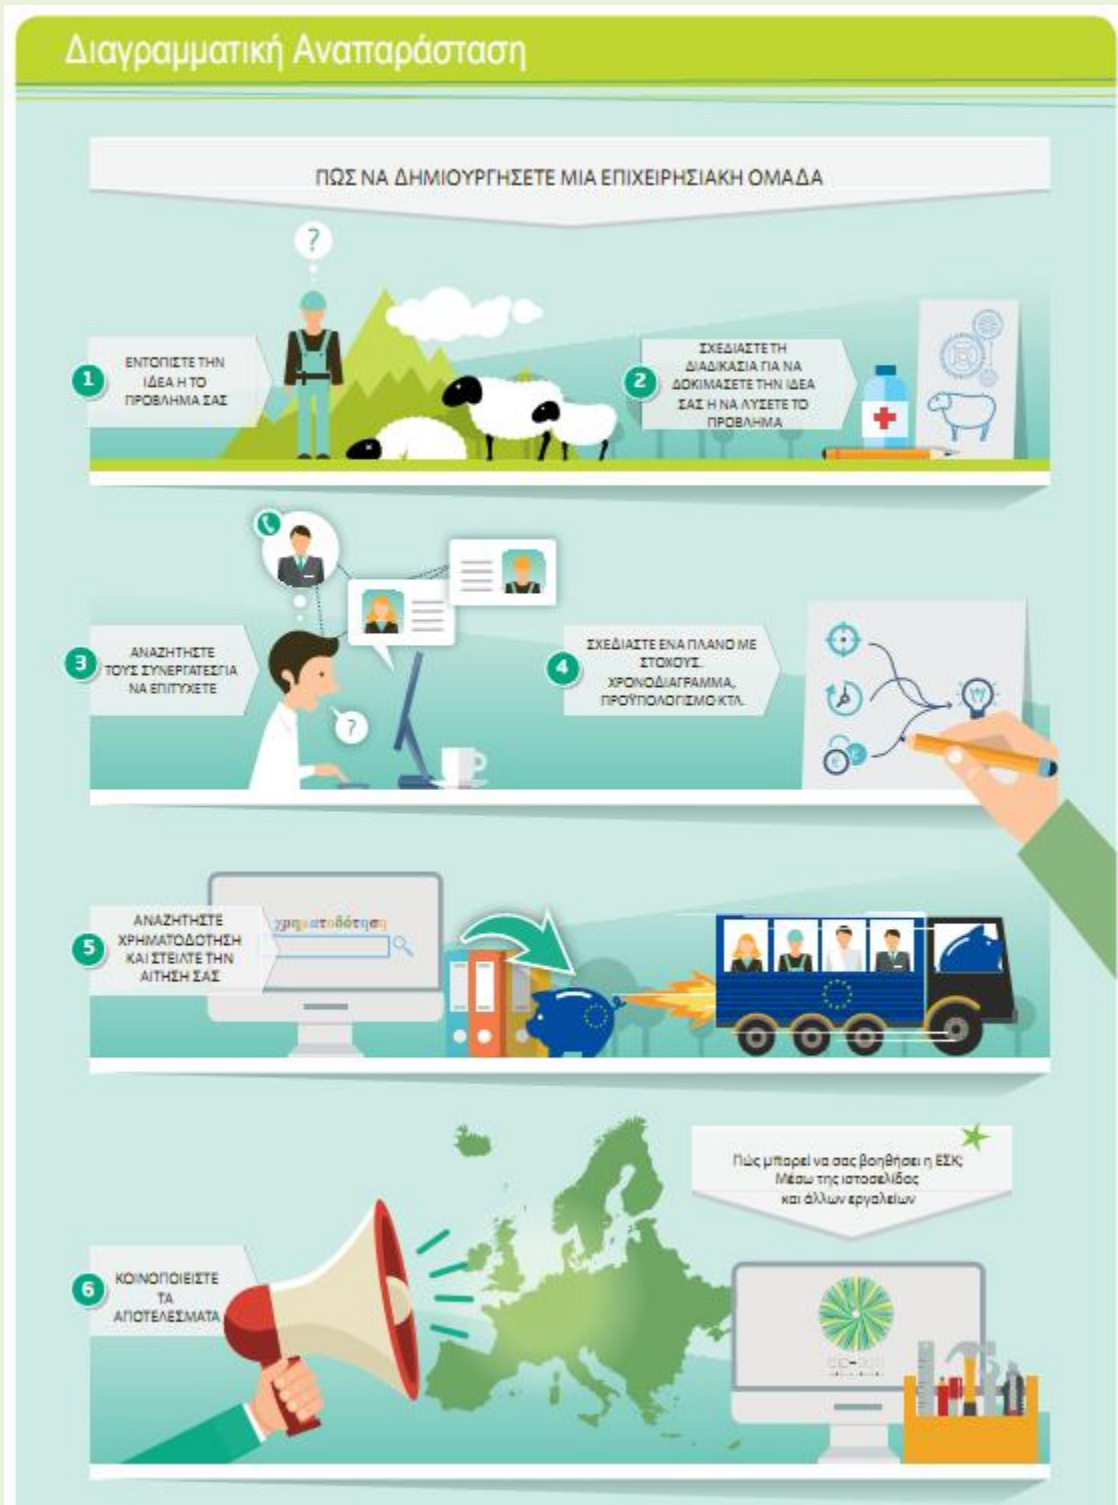 Διαγραμματική Αναπαράσταση
ΠΩΣ ΝΑ ΔΗΜΙΟΥΡΓΗΣΕΤΕ ΜΙΑ ΕΠΙΧΕΙΡΗΣΙΑΚΗ ΟΜΑΔΑ
?
1
ΕΝΤΟΠΙΣΤΕ ΤΗΝ
ΙΔΕΑ Η ΤΟ
ΠΡΟΒΛΗΜΑ ΣΑΣ
2
ΣΧΕΔΙΑΣΤΕ ΤΗ
ΔΙΑΔΙΚΑΣΙΑ ΓΙΑ ΝΑ
ΔΟΚΙΜΑΣΕΤΕ ΤΗΝ ΙΔΕΑ
ΣΑΣ Η ΝΑ ΛΥΣΕΤΕ ΤΟ
ΠΡΟΒΛΗΜΑ
3
ΑΝΑΖΗΤΗΣΤΕ
ΤΟΥΣ ΣΥΝΕΡΓΑΤΕΣΓΙΑ
ΝΑ ΕΠΙΤΥΧΕΤΕ
?
4
ΣΧΕΔΙΑΣΤΕ ΕΝΑ ΠΛΑΝΟ ΜΕ
ΣΤΟΧΟΥΣ.
ΧΡΟΝΟΔΙΑΓΡΑΜΜΑ,
ΠΡΟΫΠΟΛΟΓΙΣΜΟ ΚΤΛ.
5
ΑΝΑΖΗΤΗΣΤΕ
ΧΡΗΜΑΤΟΔΟΤΗΣΗ
ΚΑΙ ΣΤΕΙΛΤΕ ΤΗΝ
ΑΙΤΗΣΗ ΣΑΣ
χρηματοδότηση
Πώς μπορεί να σας βοηθήσει η ΕΣΚ;
Μέσω της ιστοσελίδας
και άλλων εργαλείων
6
ΚΟΙΝΟΠΟΙΕΙΣΤΕ
ΤΑ
ΑΠΟΤΕΛΕΣΜΑΤΑ